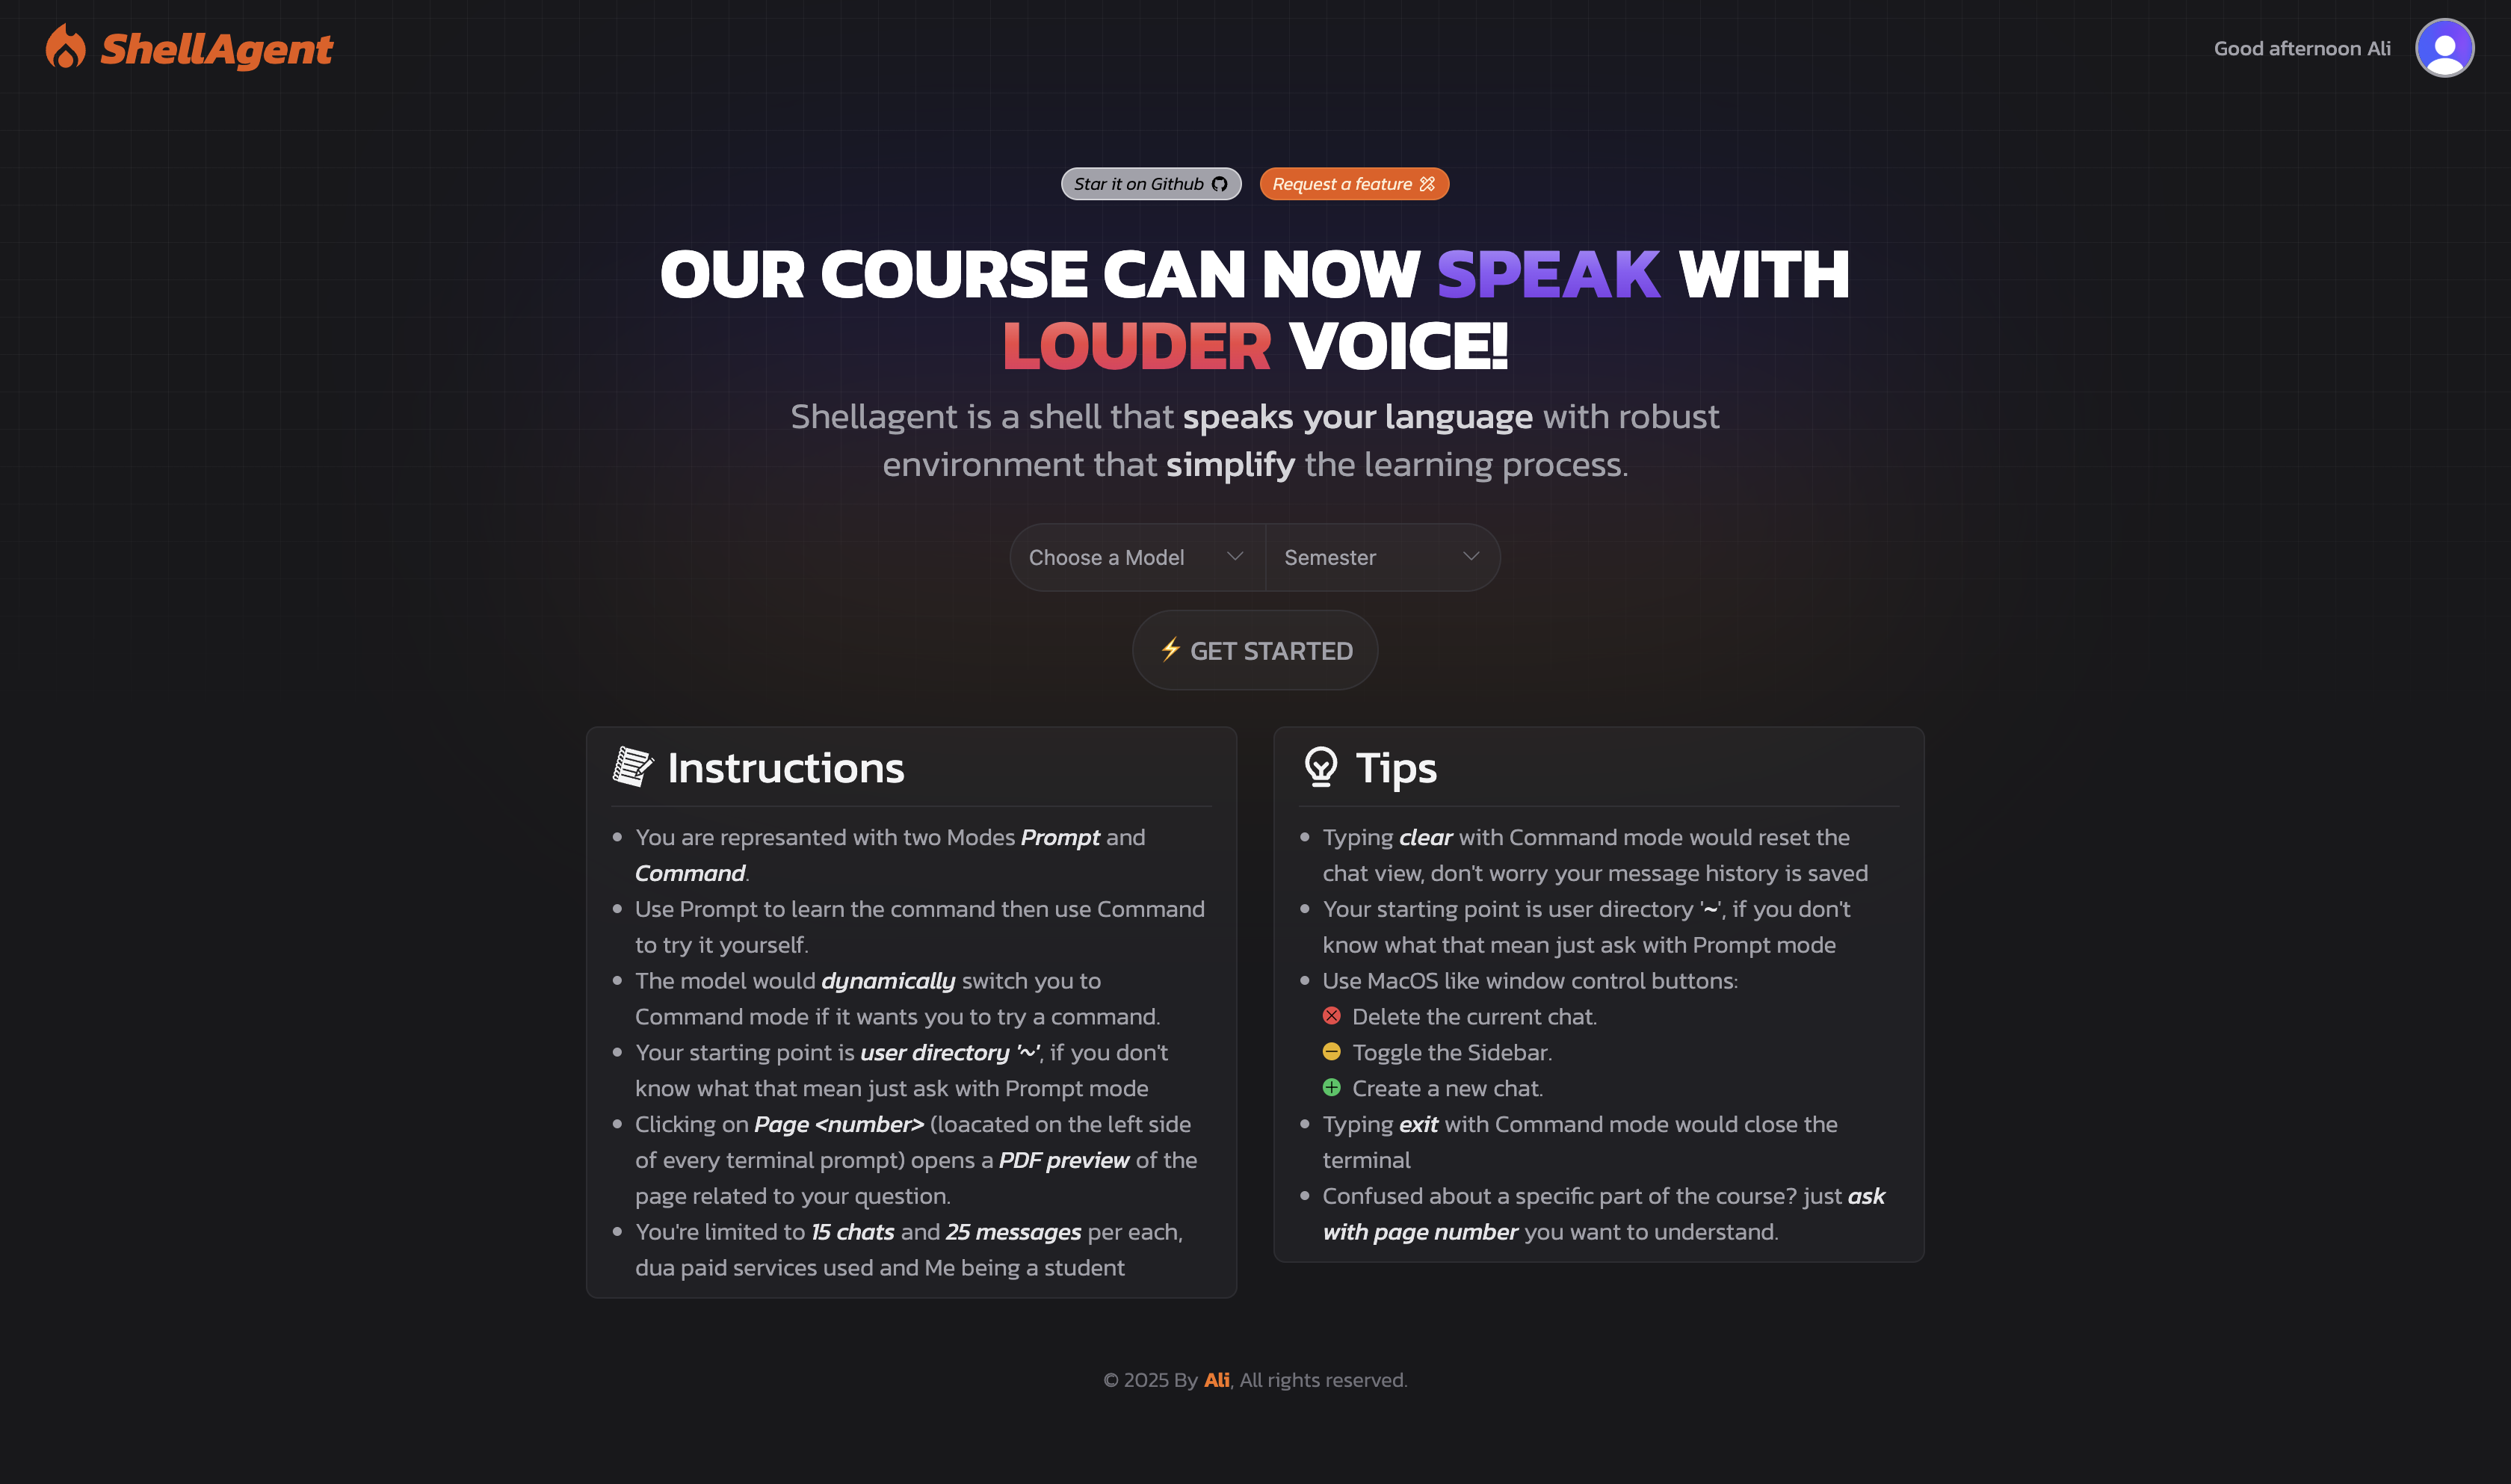 ShellAgent
Good afternoon Ali
Star it on Github
Request a feature
OUR COURSE CAN NOW SPEAK WITH
LOUDER VOICE!
Shellagent is a shell that speaks your language with robust
environment that simplify the learning process.
Choose a Model
Semester
⚡ GET STARTED
Instructions
• You are represanted with two Modes Prompt and
Command.
• Use Prompt to learn the command then use Command
to try it yourself.
• The model would dynamically switch you to
Command mode if it wants you to try a command.
• Your starting point is user directory '~', if you don't
know what that mean just ask with Prompt mode
• Clicking on Page <number> (loacated on the left side
of every terminal prompt) opens a PDF preview of the
page related to your question.
• You're limited to 15 chats and 25 messages per each,
dua paid services used and Me being a student
Tips
• Typing clear with Command mode would reset the
chat view, don't worry your message history is saved
• Your starting point is user directory '~', if you don't
know what that mean just ask with Prompt mode
• Use MacOS like window control buttons:
Delete the current chat.
Toggle the Sidebar.
Create a new chat.
• Typing exit with Command mode would close the
terminal
• Confused about a specific part of the course? just ask
with page number you want to understand.
© 2025 By Ali, All rights reserved.